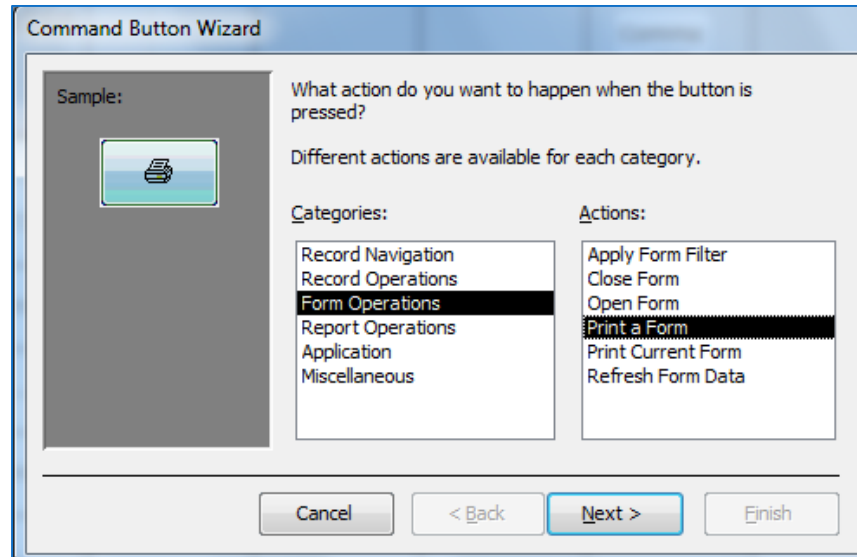 Command Button Wizard
Sample:
What action do you want to happen when the button is
pressed?
Different actions are available for each category.
Categories:
Actions:
Record Navigation
Record Operations
Form Operations
Report Operations
Application
Miscellaneous
Apply Form Filter
Close Form
Open Form
Print a Form
Print Current Form
Refresh Form Data
Cancel
< Back
Next >
Finish